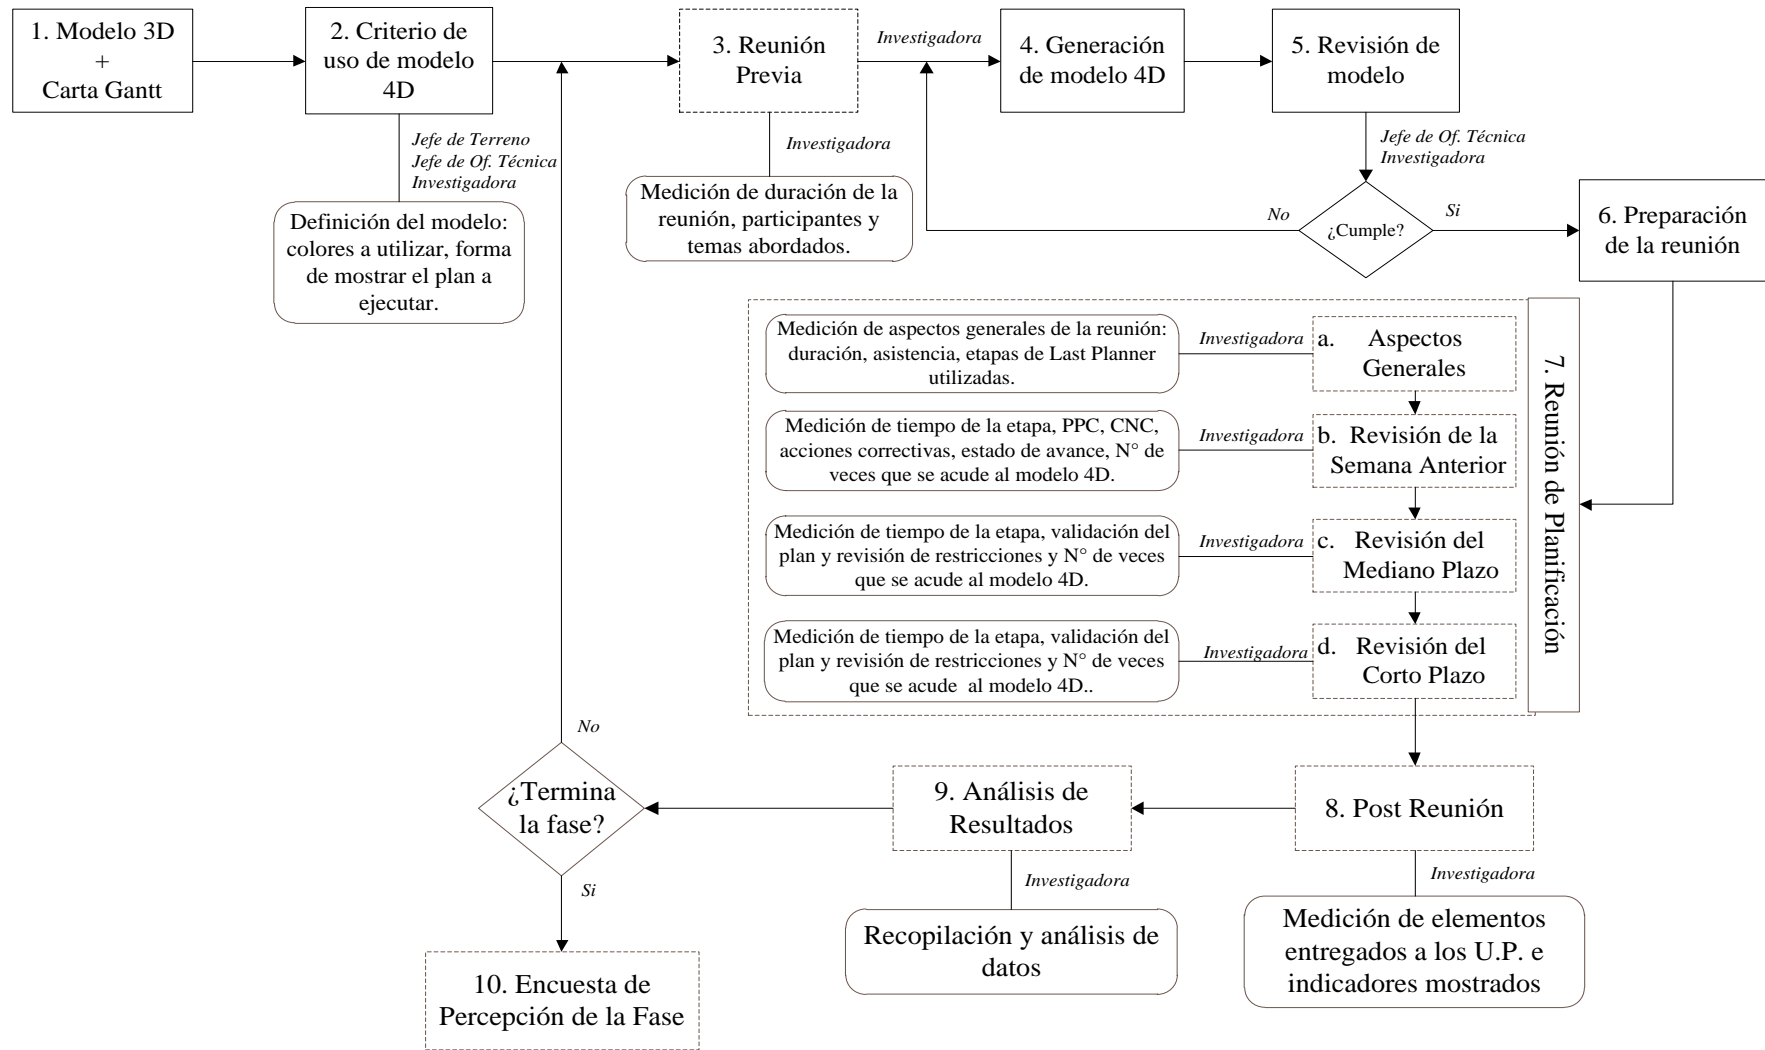 1. Modelo 3D
+
Carta Gantt
2. Criterio de
uso de modelo
4D
3. Reunión
Previa
Investigadora
4. Generación
de modelo 4D
5. Revisión de
modelo
Jefe de Terreno
Jefe de Of. Técnica
Investigadora
Definición del modelo:
colores a utilizar, forma
de mostrar el plan a
ejecutar.
Investigadora
Medición de duración de la
reunión, participantes y
temas abordados.
Jefe de Of. Técnica
Investigadora
No
¿Cumple?
Si
6. Preparación
de la reunión
7. Reunión de Planificación
Medición de aspectos generales de la reunión:
duración, asistencia, etapas de Last Planner
utilizadas.
Investigadora
a. Aspectos
Generales
Medición de tiempo de la etapa, PPC, CNC,
acciones correctivas, estado de avance, N° de
veces que se acude al modelo 4D.
Investigadora
b. Revisión de la
Semana Anterior
Medición de tiempo de la etapa, validación del
plan y revisión de restricciones y N° de veces
que se acude al modelo 4D.
Investigadora
c. Revisión del
Mediano Plazo
Medición de tiempo de la etapa, validación del
plan y revisión de restricciones y N° de veces
que se acude  al modelo 4D..
Investigadora
d. Revisión del
Corto Plazo
No
¿Termina
la fase?
Si
9. Análisis de
Resultados
8. Post Reunión
Investigadora
Recopilación y análisis de
datos
Investigadora
Medición de elementos
entregados a los U.P. e
indicadores mostrados
10. Encuesta de
Percepción de la Fase